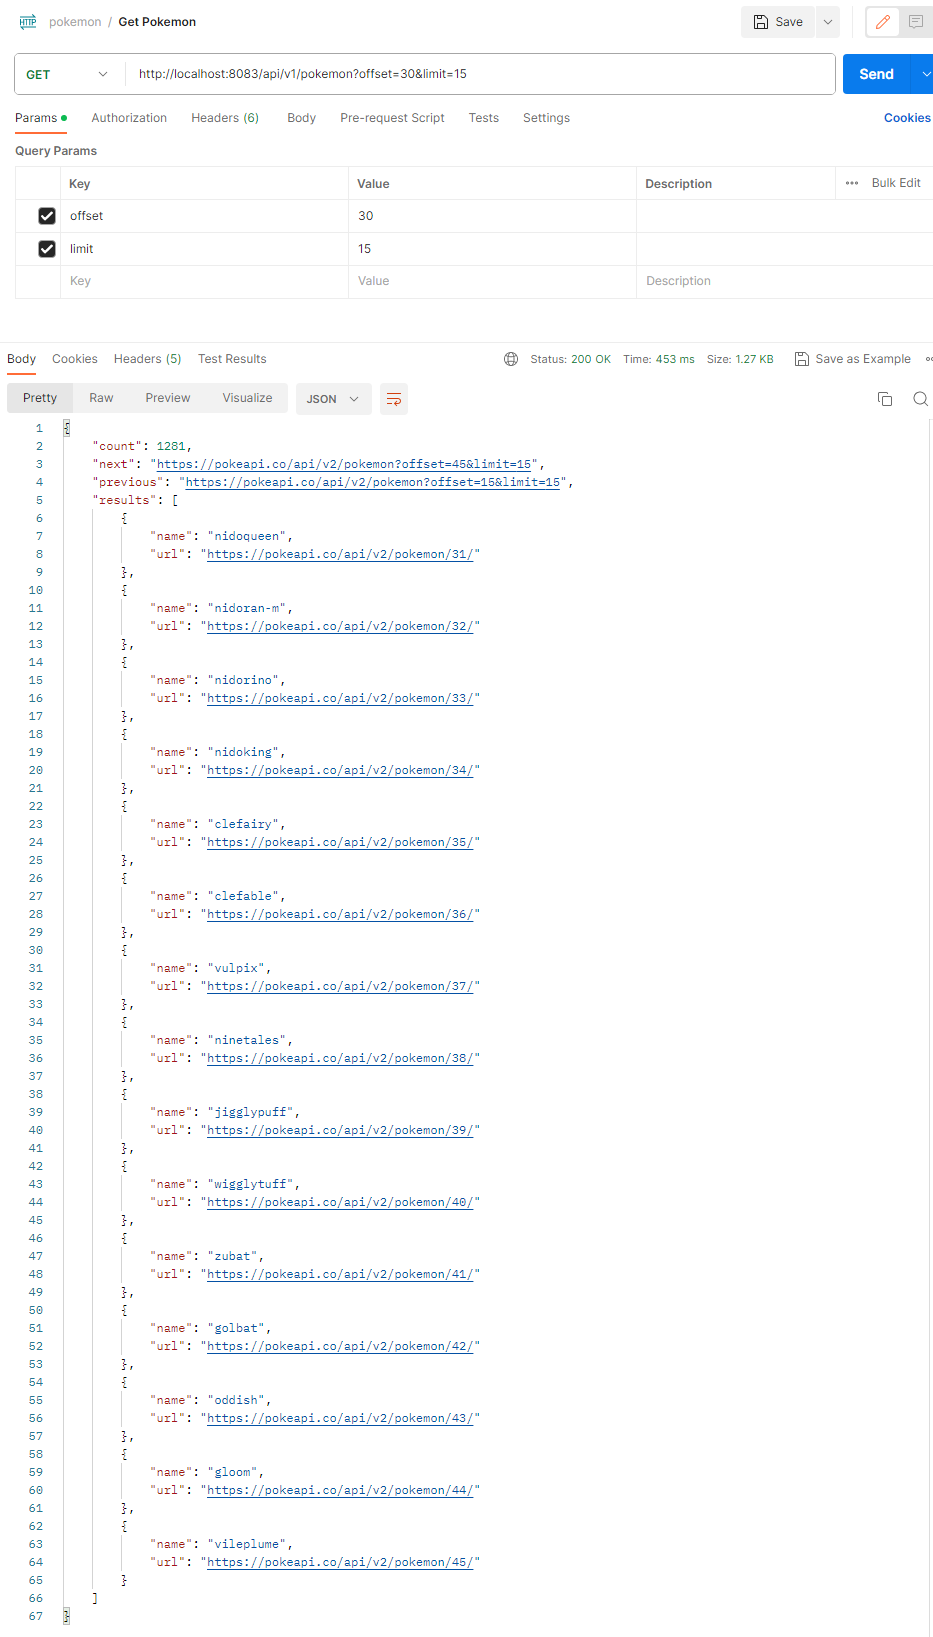 HTTP pokemon / Get Pokemon Save
GET http://localhost:8083/api/v1/pokemon?offset=30&limit=15 Send
Params Authorization Headers (6) Body Pre-request Script Tests Settings Cookies
Query Params
Key Value Description ••• Bulk Edit
offset 30
limit 15
Key Value Description
Body Cookies Headers (5) Test Results Status: 200 OK Time: 453 ms Size: 1.27 KB Save as Example
Pretty Raw Preview Visualize JSON
1 {
2 "count": 1281,
3 "next": "https://pokeapi.co/api/v2/pokemon?offset=45&limit=15",
4 "previous": "https://pokeapi.co/api/v2/pokemon?offset=15&limit=15",
5 "results": [
6 {
7 "name": "nidoqueen",
8 "url": "https://pokeapi.co/api/v2/pokemon/31/"
9 },
10 {
11 "name": "nidoran-m",
12 "url": "https://pokeapi.co/api/v2/pokemon/32/"
13 },
14 {
15 "name": "nidorino",
16 "url": "https://pokeapi.co/api/v2/pokemon/33/"
17 },
18 {
19 "name": "nidoking",
20 "url": "https://pokeapi.co/api/v2/pokemon/34/"
21 },
22 {
23 "name": "clefairy",
24 "url": "https://pokeapi.co/api/v2/pokemon/35/"
25 },
26 {
27 "name": "clefable",
28 "url": "https://pokeapi.co/api/v2/pokemon/36/"
29 },
30 {
31 "name": "vulpix",
32 "url": "https://pokeapi.co/api/v2/pokemon/37/"
33 },
34 {
35 "name": "ninetales",
36 "url": "https://pokeapi.co/api/v2/pokemon/38/"
37 },
38 {
39 "name": "jigglypuff",
40 "url": "https://pokeapi.co/api/v2/pokemon/39/"
41 },
42 {
43 "name": "wigglytuff",
44 "url": "https://pokeapi.co/api/v2/pokemon/40/"
45 },
46 {
47 "name": "zubat",
48 "url": "https://pokeapi.co/api/v2/pokemon/41/"
49 },
50 {
51 "name": "golbat",
52 "url": "https://pokeapi.co/api/v2/pokemon/42/"
53 },
54 {
55 "name": "oddish",
56 "url": "https://pokeapi.co/api/v2/pokemon/43/"
57 },
58 {
59 "name": "gloom",
60 "url": "https://pokeapi.co/api/v2/pokemon/44/"
61 },
62 {
63 "name": "vileplume",
64 "url": "https://pokeapi.co/api/v2/pokemon/45/"
65 }
66 ]
67 }